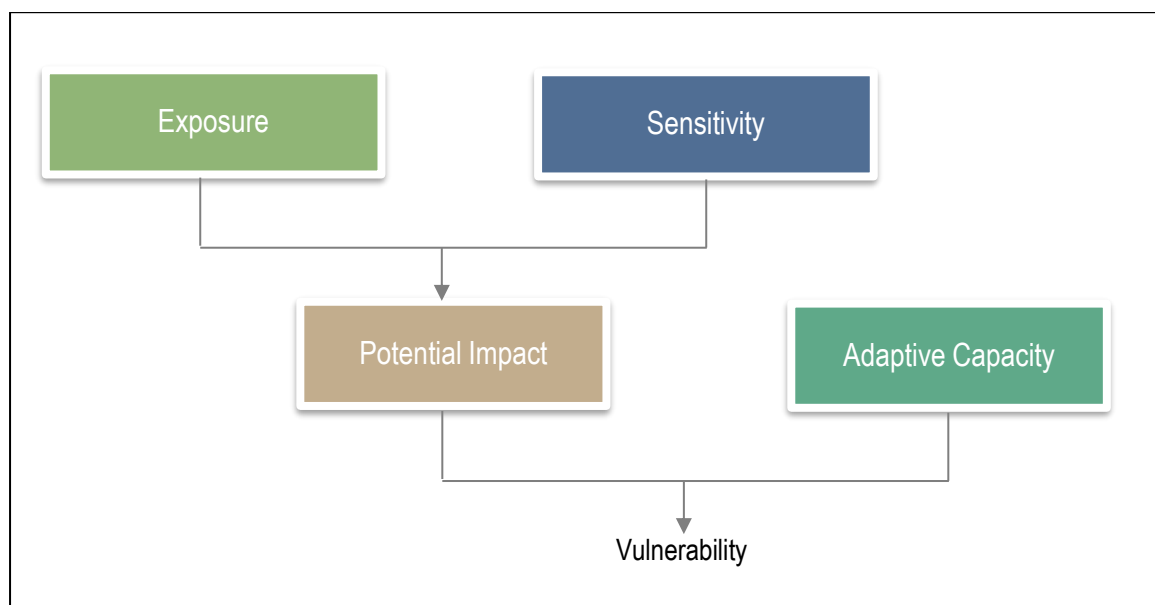 Exposure
Sensitivity
Potential Impact
Adaptive Capacity
Vulnerability